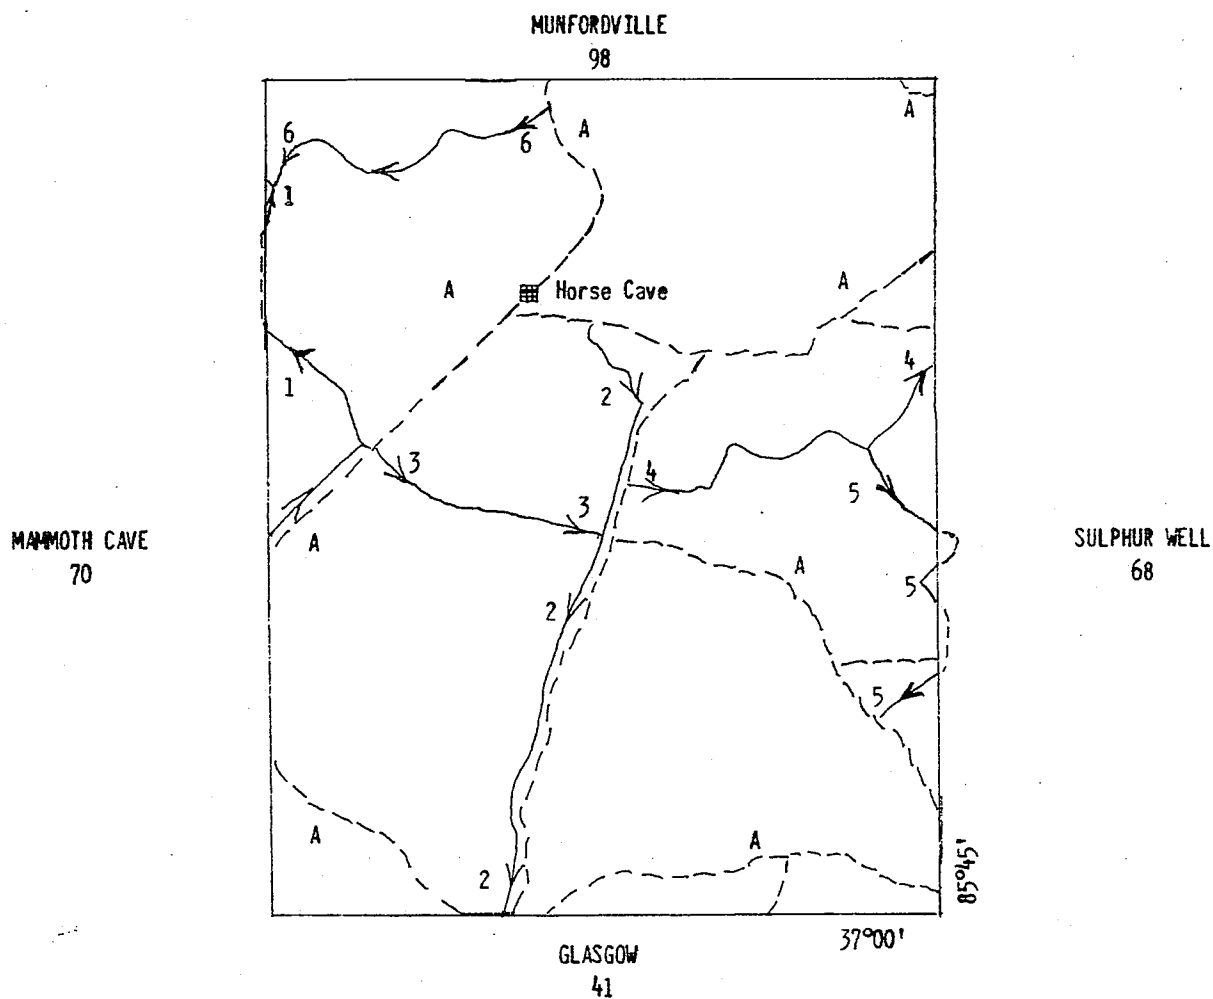 MUNFORDVILLE
98
A
6
A
6
1
A
A
Horse Cave
4
1
2
3
4
5
3
A
MAMMOTH CAVE
70
SULPHUR WELL
68
A
5
2
5
A
A
2
85°45'
37°00'
GLASGOW
41